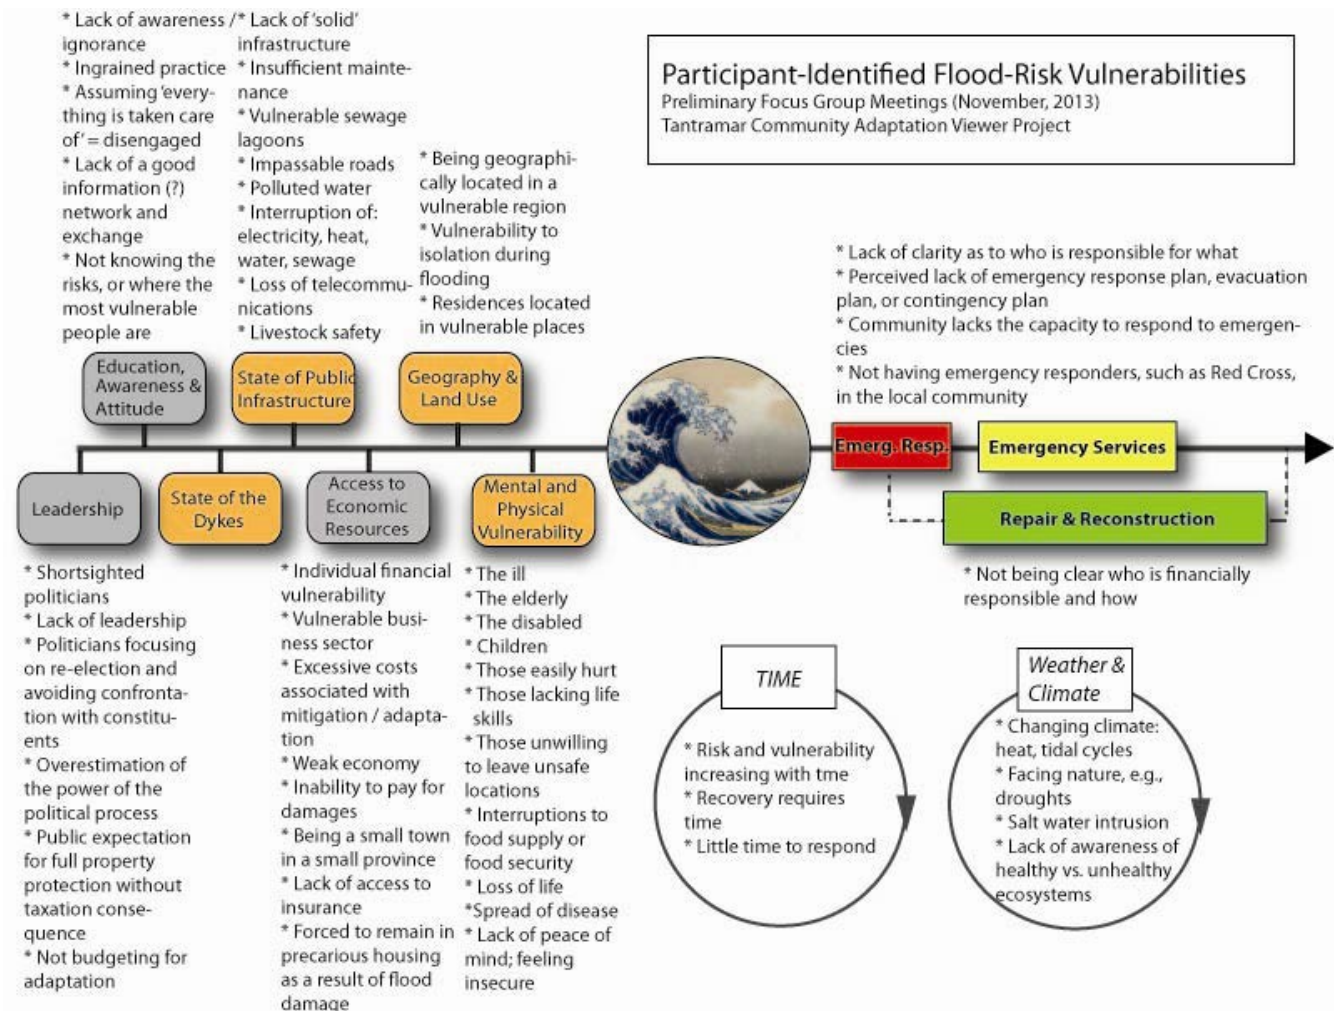 * Lack of awareness /
ignorance
* Ingrained practice
* Assuming 'every-
thing is taken care
of' = disengaged
* Lack of a good
information (?)
network and
exchange
* Not knowing the
risks, or where the
most vulnerable
people are
* Lack of 'solid'
infrastructure
* Insufficient mainte-
nance
* Vulnerable sewage
lagoons
* Impassable roads
* Polluted water
* Interruption of:
electricity, heat,
water, sewage
* Loss of telecommu-
nications
* Livestock safety
* Being geographi-
cally located in a
vulnerable region
* Vulnerability to
isolation during
flooding
* Residences located
in vulnerable places
Participant-Identified Flood-Risk Vulnerabilities
Preliminary Focus Group Meetings (November, 2013)
Tantramar Community Adaptation Viewer Project
* Lack of clarity as to who is responsible for what
* Perceived lack of emergency response plan, evacuation
plan, or contingency plan
* Community lacks the capacity to respond to emergen-
cies
* Not having emergency responders, such as Red Cross,
in the local community
Education,
Awareness &
Attitude
State of Public
Infrastructure
Geography &
Land Use
Emerg. Resp.
Emergency Services
Leadership
State of the
Dykes
Access to
Economic
Resources
Mental and
Physical
Vulnerability
Repair & Reconstruction
* Shortsighted
politicians
* Lack of leadership
* Politicians focusing
on re-election and
avoiding confronta-
tion with constitu-
ents
* Overestimation of
the power of the
political process
* Public expectation
for full property
protection without
taxation conse-
quence
* Not budgeting for
adaptation
* Individual financial
vulnerability
* Vulnerable busi-
ness sector
* Excessive costs
associated with
mitigation / adapta-
tion
* Weak economy
* Inability to pay for
damages
* Being a small town
in a small province
* Lack of access to
insurance
* Forced to remain in
precarious housing
as a result of flood
damage
* The ill
* The elderly
* The disabled
* Children
* Those easily hurt
* Those lacking life
skills
* Those unwilling
to leave unsafe
locations
* Interruptions to
food supply or
food security
* Loss of life
*Spread of disease
* Lack of peace of
mind; feeling
insecure
* Not being clear who is financially
responsible and how
TIME
* Risk and vulnerability
increasing with tme
* Recovery requires
time
* Little time to respond
Weather &
Climate
* Changing climate:
heat, tidal cycles
* Facing nature, e.g.,
droughts
* Salt water intrusion
* Lack of awareness of
healthy vs. unhealthy
ecosystems